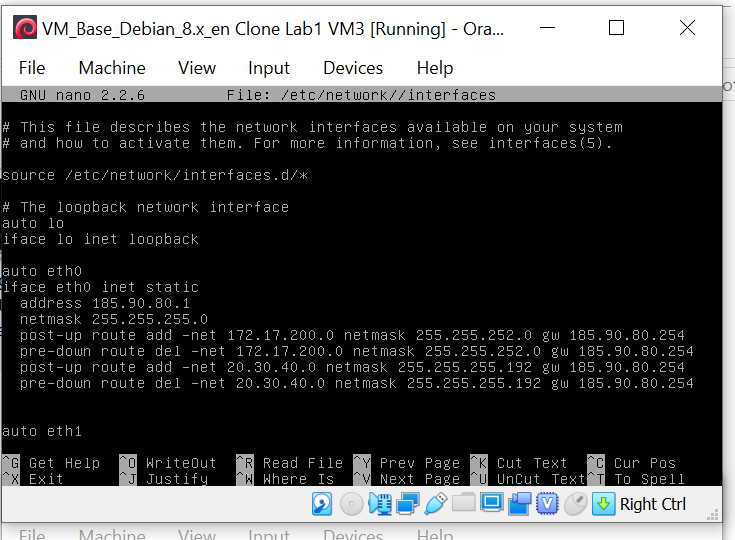 VM_Base_Debian_8.x_en Clone Lab1 VM3 [Running] - Ora...
File Machine View Input Devices Help
GNU nano 2.2.6 File: /etc/network//interfaces
# This file describes the network interfaces available on your system
# and how to activate them. For more information, see interfaces(5).
source /etc/network/interfaces.d/*
# The loopback network interface
auto lo
iface lo inet loopback
auto eth0
iface eth0 inet static
address 185.90.80.1
netmask 255.255.255.0
post-up route add -net 172.17.200.0 netmask 255.255.252.0 gw 185.90.80.254
pre-down route del -net 172.17.200.0 netmask 255.255.252.0 gw 185.90.80.254
post-up route add -net 20.30.40.0 netmask 255.255.255.192 gw 185.90.80.254
pre-down route del -net 20.30.40.0 netmask 255.255.255.192 gw 185.90.80.254
auto eth1
^G Get Help ^O WriteOut ^R Read File ^Y Prev Page ^K Cut Text ^C Cur Pos
^X Exit ^J Justify ^W Where Is ^V Next Page ^U UnCut Text ^T To Spell
Right Ctrl
File Machine View Input Devices Help